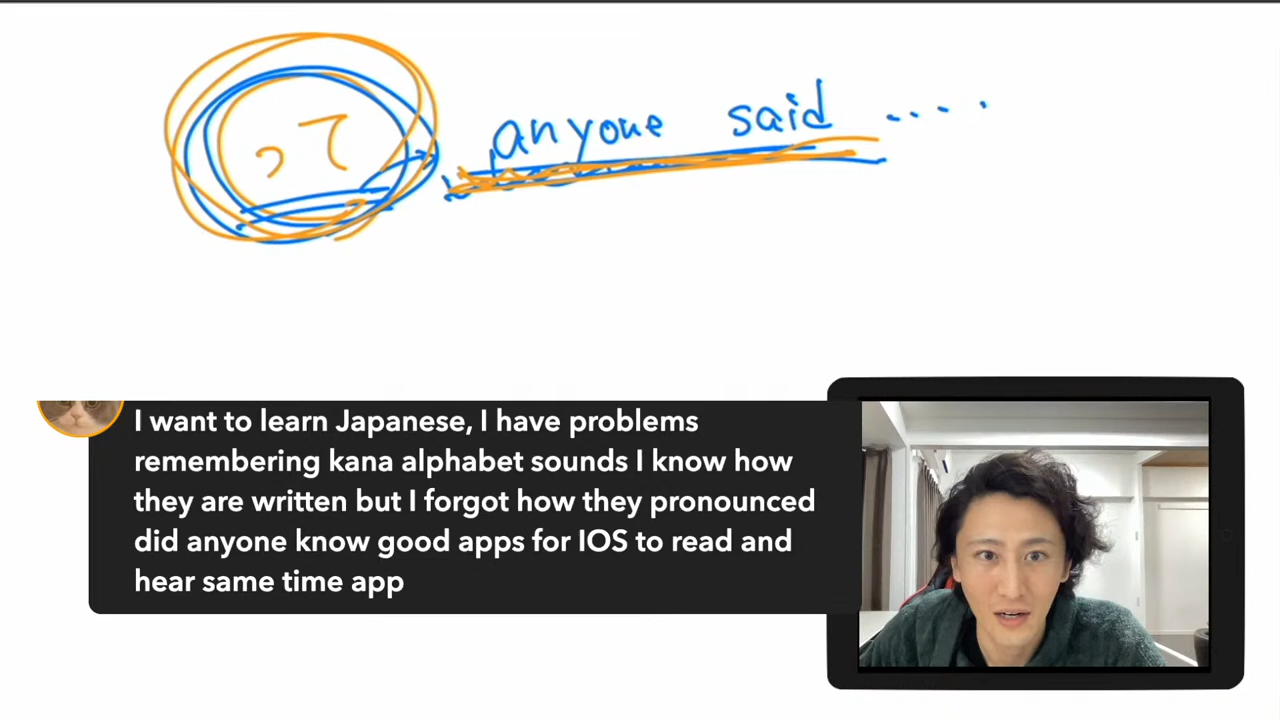 って anyone said ....
I want to learn Japanese, I have problems
remembering kana alphabet sounds I know how
they are written but I forgot how they pronounced
did anyone know good apps for IOS to read and
hear same time app